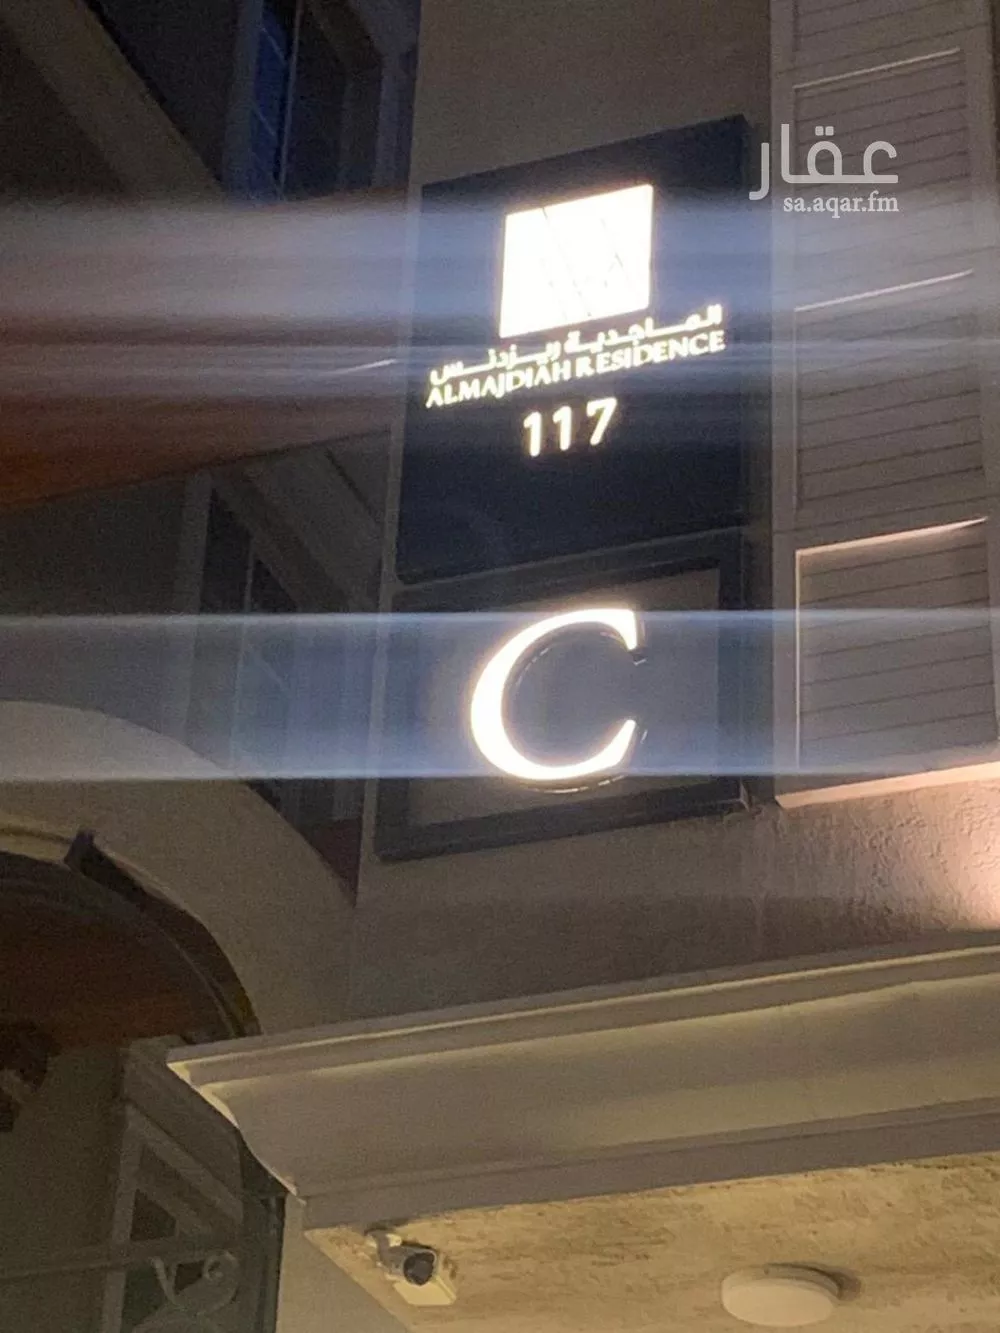 عقار
sa.aqar.fm
الماجدية ريزدنس
ALMAJDIAH RESIDENCE
117
C